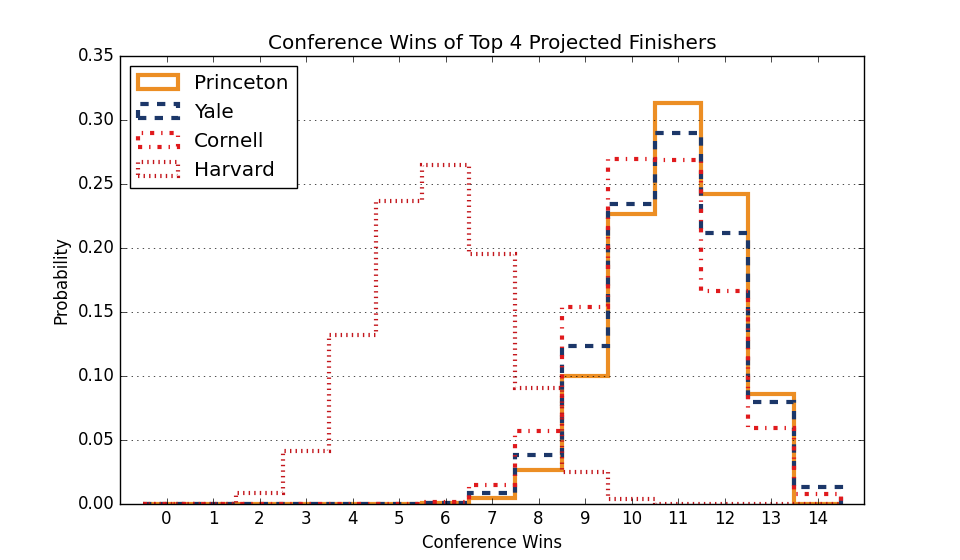 Conference Wins of Top 4 Projected Finishers
0.35
0.30
0.25
0.20
0.15
0.10
0.05
0.00
Probability
Princeton
Yale
Cornell
Harvard
0 1 2 3 4 5 6 7 8 9 10 11 12 13 14
Conference Wins